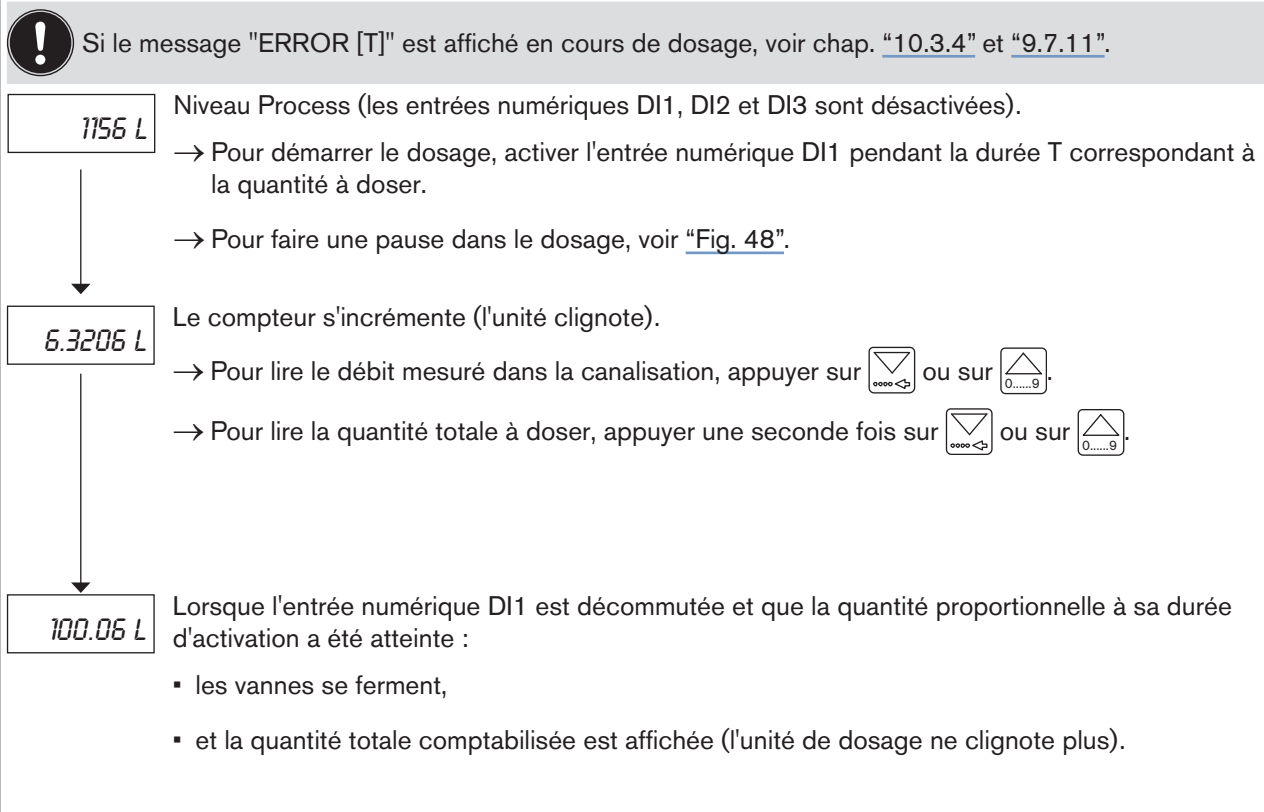 Si le message "ERROR [T]" est affiché en cours de dosage, voir chap. “10.3.4” et “9.7.11”.
1156 L
Niveau Process (les entrées numériques DI1, DI2 et DI3 sont désactivées).
→ Pour démarrer le dosage, activer l'entrée numérique DI1 pendant la durée T correspondant à
la quantité à doser.
→ Pour faire une pause dans le dosage, voir “Fig. 48”.
6.3206 L
Le compteur s'incrémente (l'unité clignote).
→ Pour lire le débit mesuré dans la canalisation, appuyer sur ou sur 0......9.
→ Pour lire la quantité totale à doser, appuyer une seconde fois sur ou sur 0......9.
100.06 L
Lorsque l'entrée numérique DI1 est décommutée et que la quantité proportionnelle à sa durée
d'activation a été atteinte :
▪ les vannes se ferment,
▪ et la quantité totale comptabilisée est affichée (l'unité de dosage ne clignote plus).